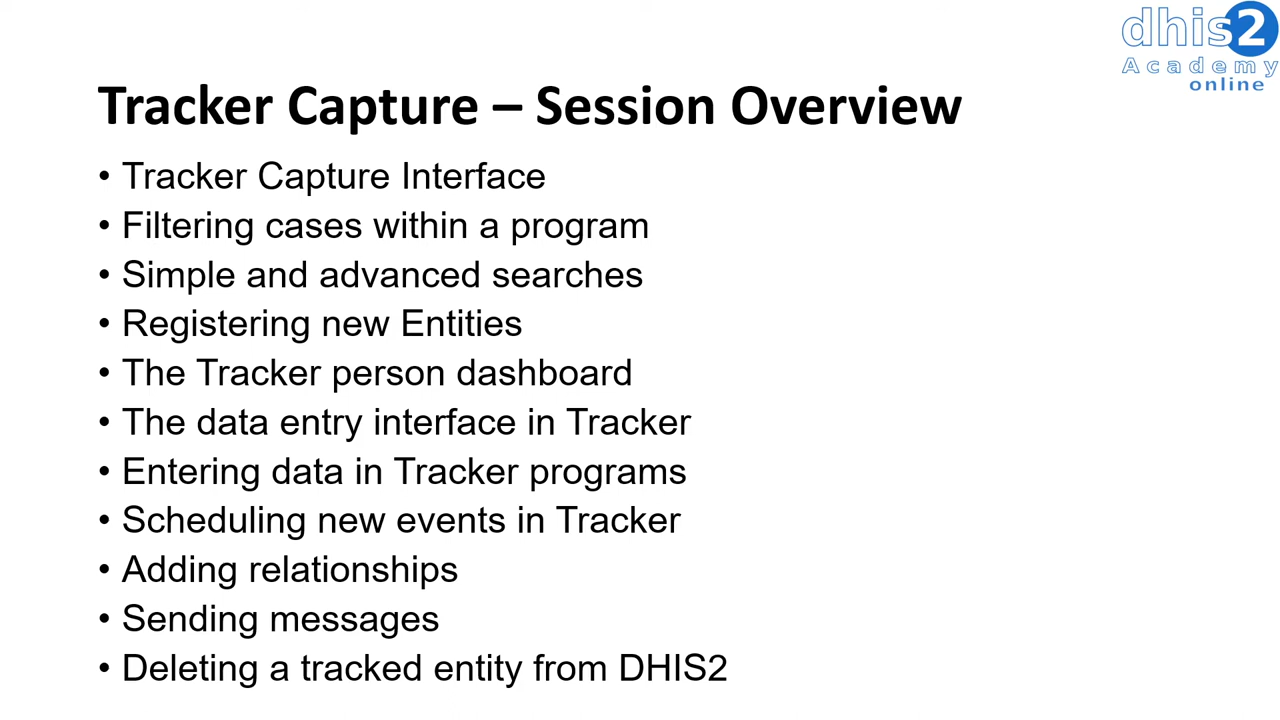 dhis2
Academy
online
Tracker Capture – Session Overview
• Tracker Capture Interface
• Filtering cases within a program
• Simple and advanced searches
• Registering new Entities
• The Tracker person dashboard
• The data entry interface in Tracker
• Entering data in Tracker programs
• Scheduling new events in Tracker
• Adding relationships
• Sending messages
• Deleting a tracked entity from DHIS2